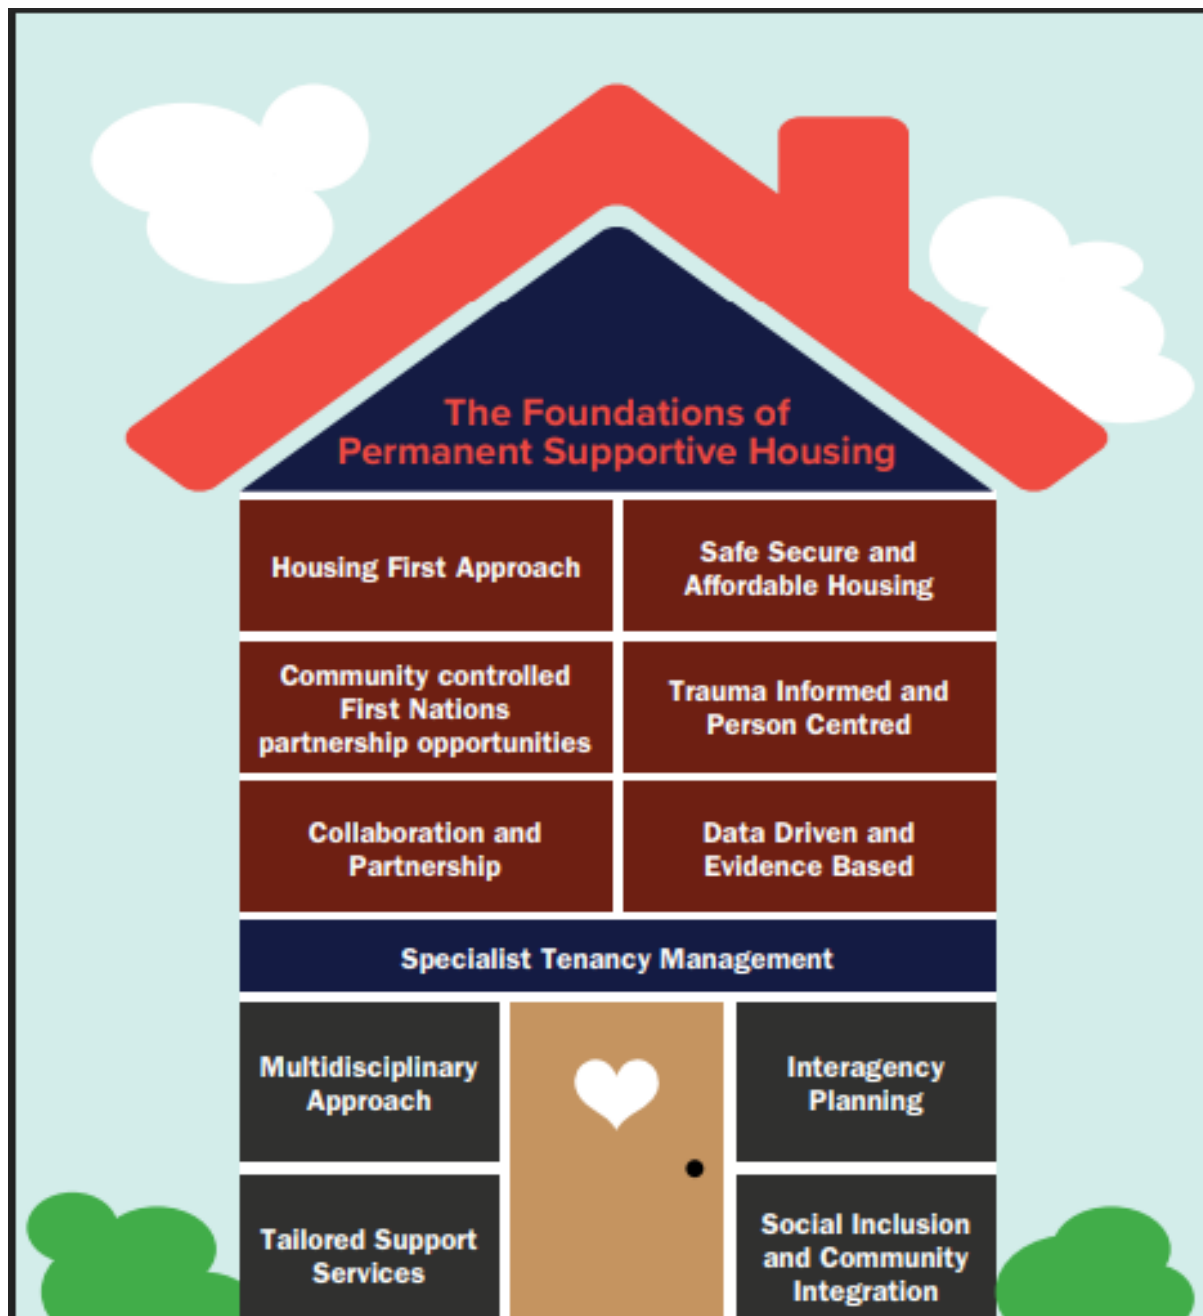 The Foundations of
Permanent Supportive Housing
Housing First Approach
Safe Secure and
Affordable Housing
Community controlled
First Nations
partnership opportunities
Trauma Informed and
Person Centred
Collaboration and
Partnership
Data Driven and
Evidence Based
Specialist Tenancy Management
Multidisciplinary
Approach
Interagency
Planning
Tailored Support
Services
Social Inclusion
and Community
Integration